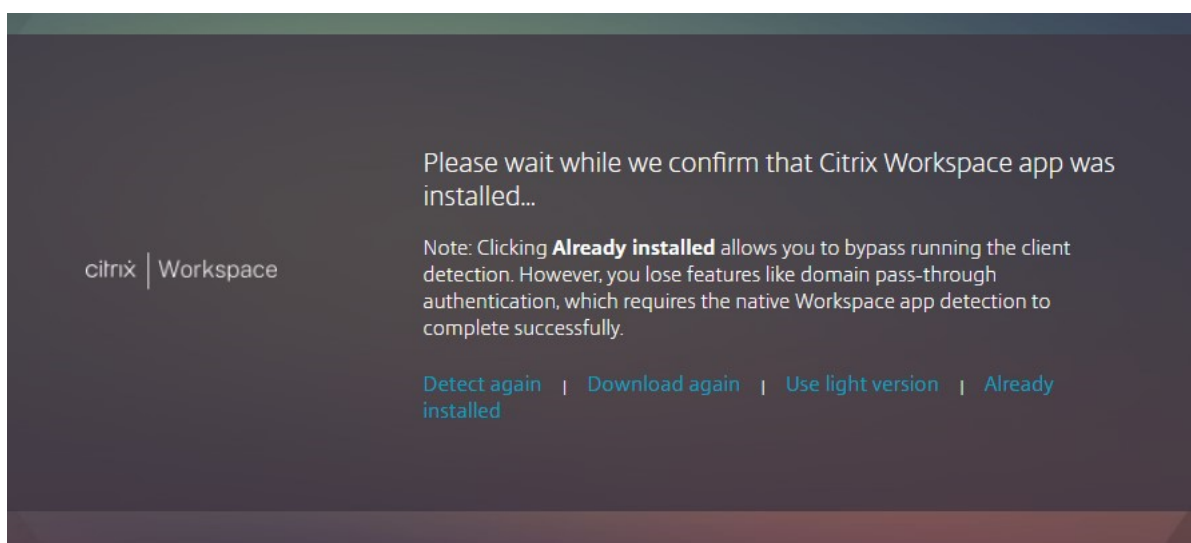 Please wait while we confirm that Citrix Workspace app was
installed...
Note: Clicking Already installed allows you to bypass running the client
detection. However, you lose features like domain pass-through
authentication, which requires the native Workspace app detection to
complete successfully.
citrix | Workspace
Detect again | Download again | Use light version | Already
installed